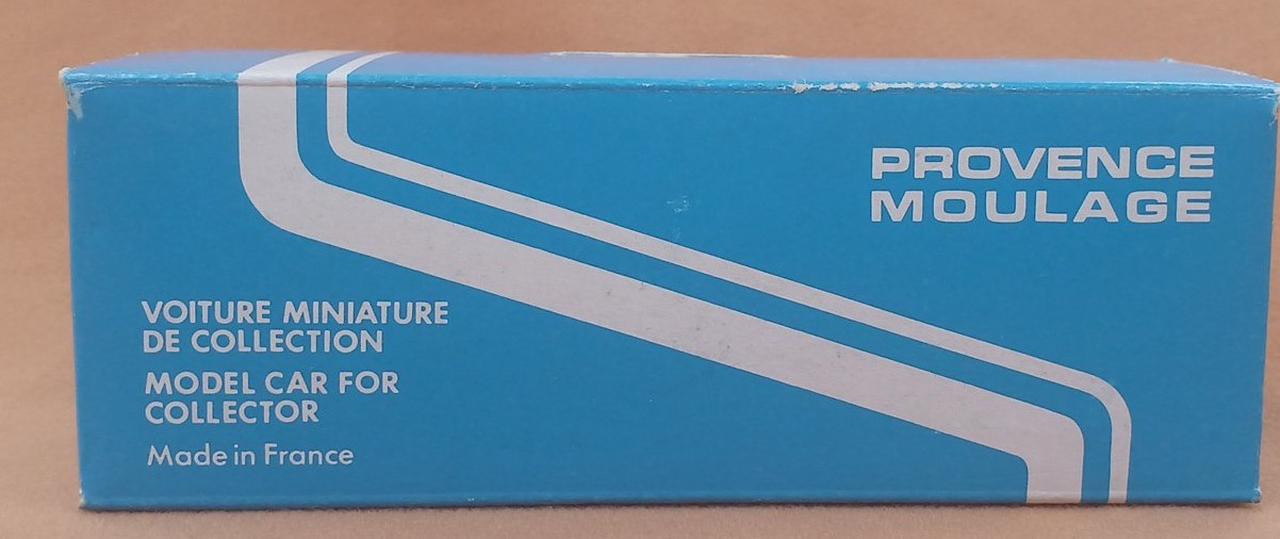 PROVENCE
MOULAGE
VOITURE MINIATURE
DE COLLECTION
MODEL CAR FOR
COLLECTOR
Made in France